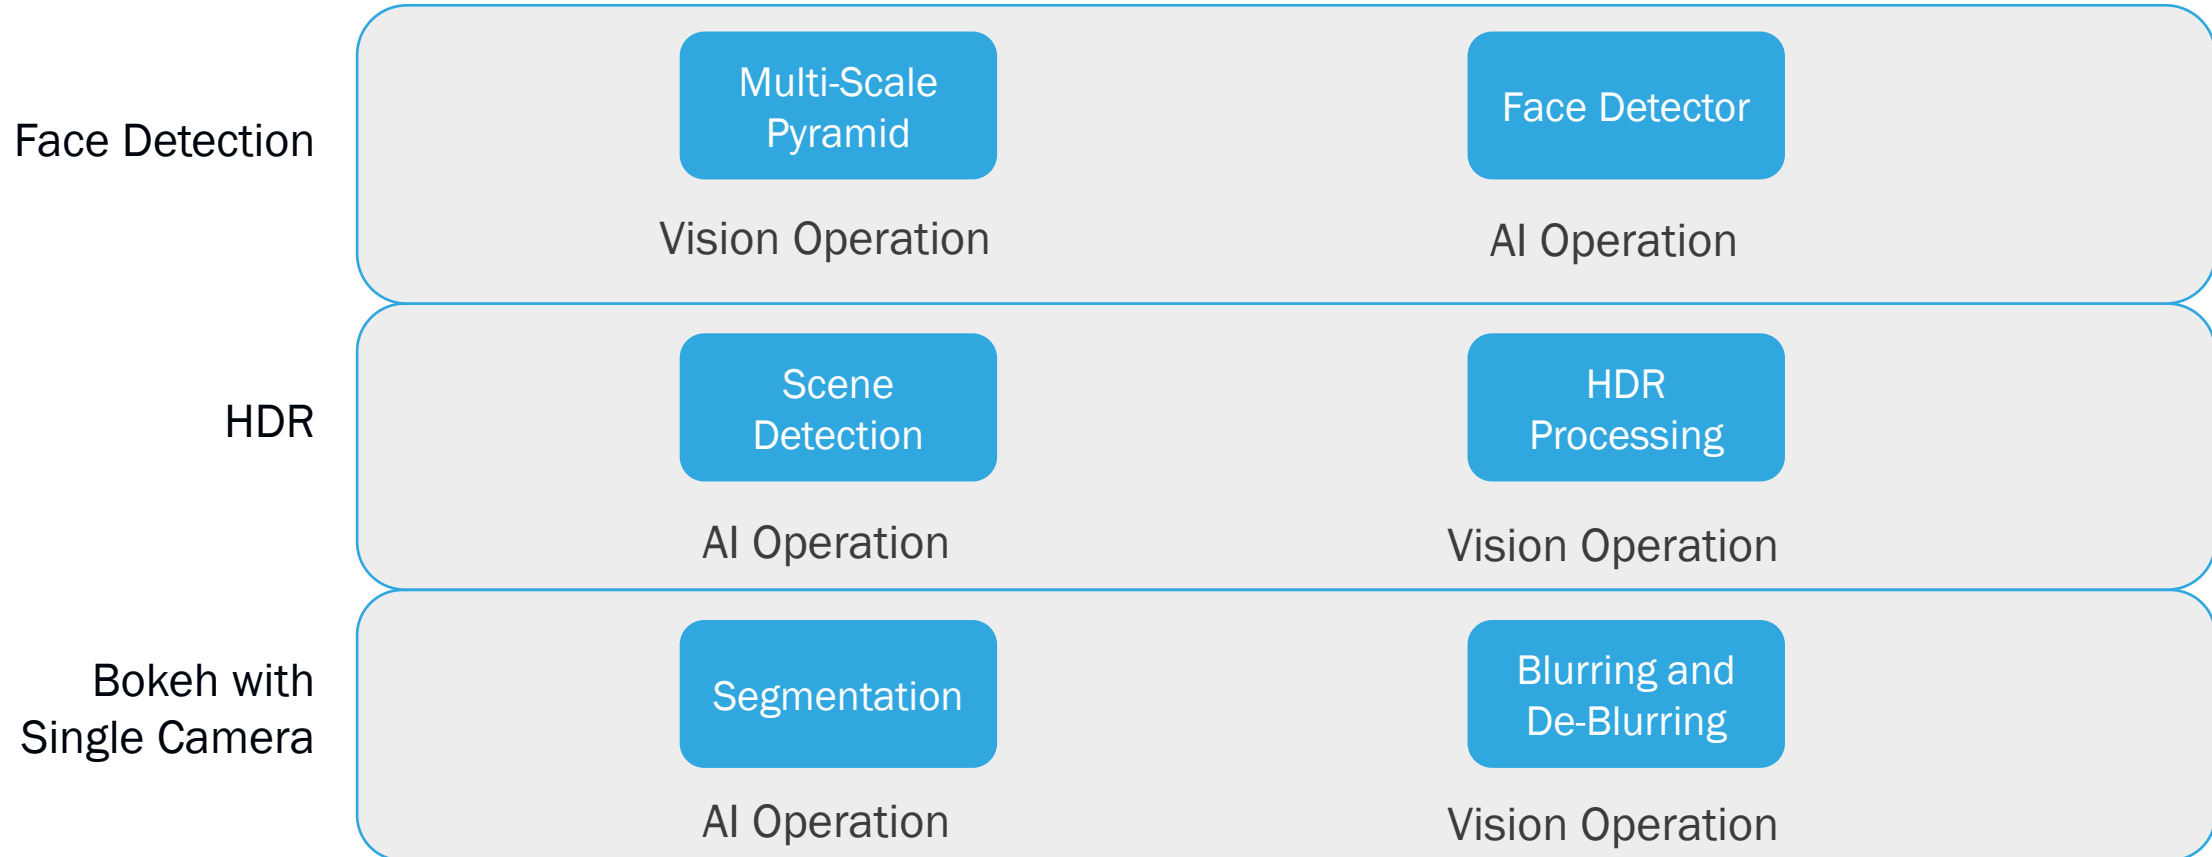 Face Detection
Multi-Scale
Pyramid
Vision Operation
Face Detector
AI Operation
HDR
Scene
Detection
AI Operation
HDR
Processing
Vision Operation
Bokeh with
Single Camera
Segmentation
AI Operation
Blurring and
De-Blurring
Vision Operation